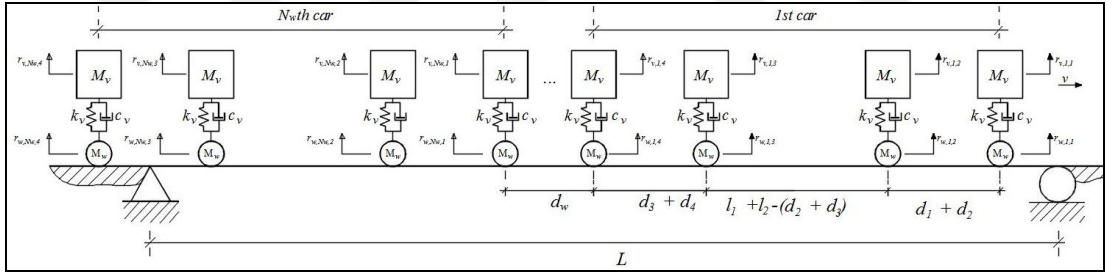 N_wth car 1st car
r_v,Nw,4 r_v,Nw,3 r_v,Nw,2 r_v,Nw,1 r_v,1,4 r_v,1,3 r_v,1,2 r_v,1,1
M_v M_v M_v M_v ... M_v M_v M_v M_v v
k_v c_v k_v c_v k_v c_v k_v c_v k_v c_v k_v c_v k_v c_v k_v c_v
r_w,Nw,4 r_w,Nw,3 r_w,Nw,2 r_w,Nw,1 r_w,1,4 r_w,1,3 r_w,1,2 r_w,1,1
M_w M_w M_w M_w M_w M_w M_w M_w
d_w d_3 + d_4 l_1 +l_2-(d_2 + d_3) d_1 + d_2
L